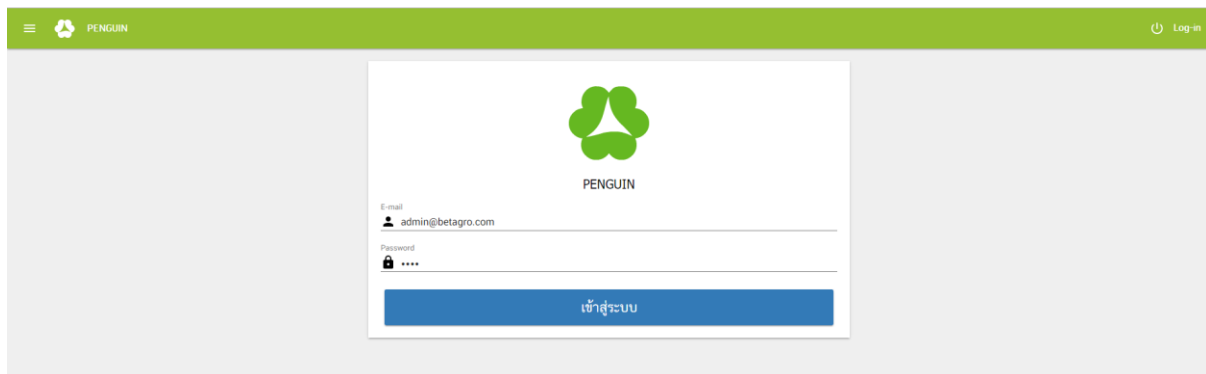 PENGUIN
Log-in
PENGUIN
E-mail
admin@betagro.com
Password
••••
เข้าสู่ระบบ